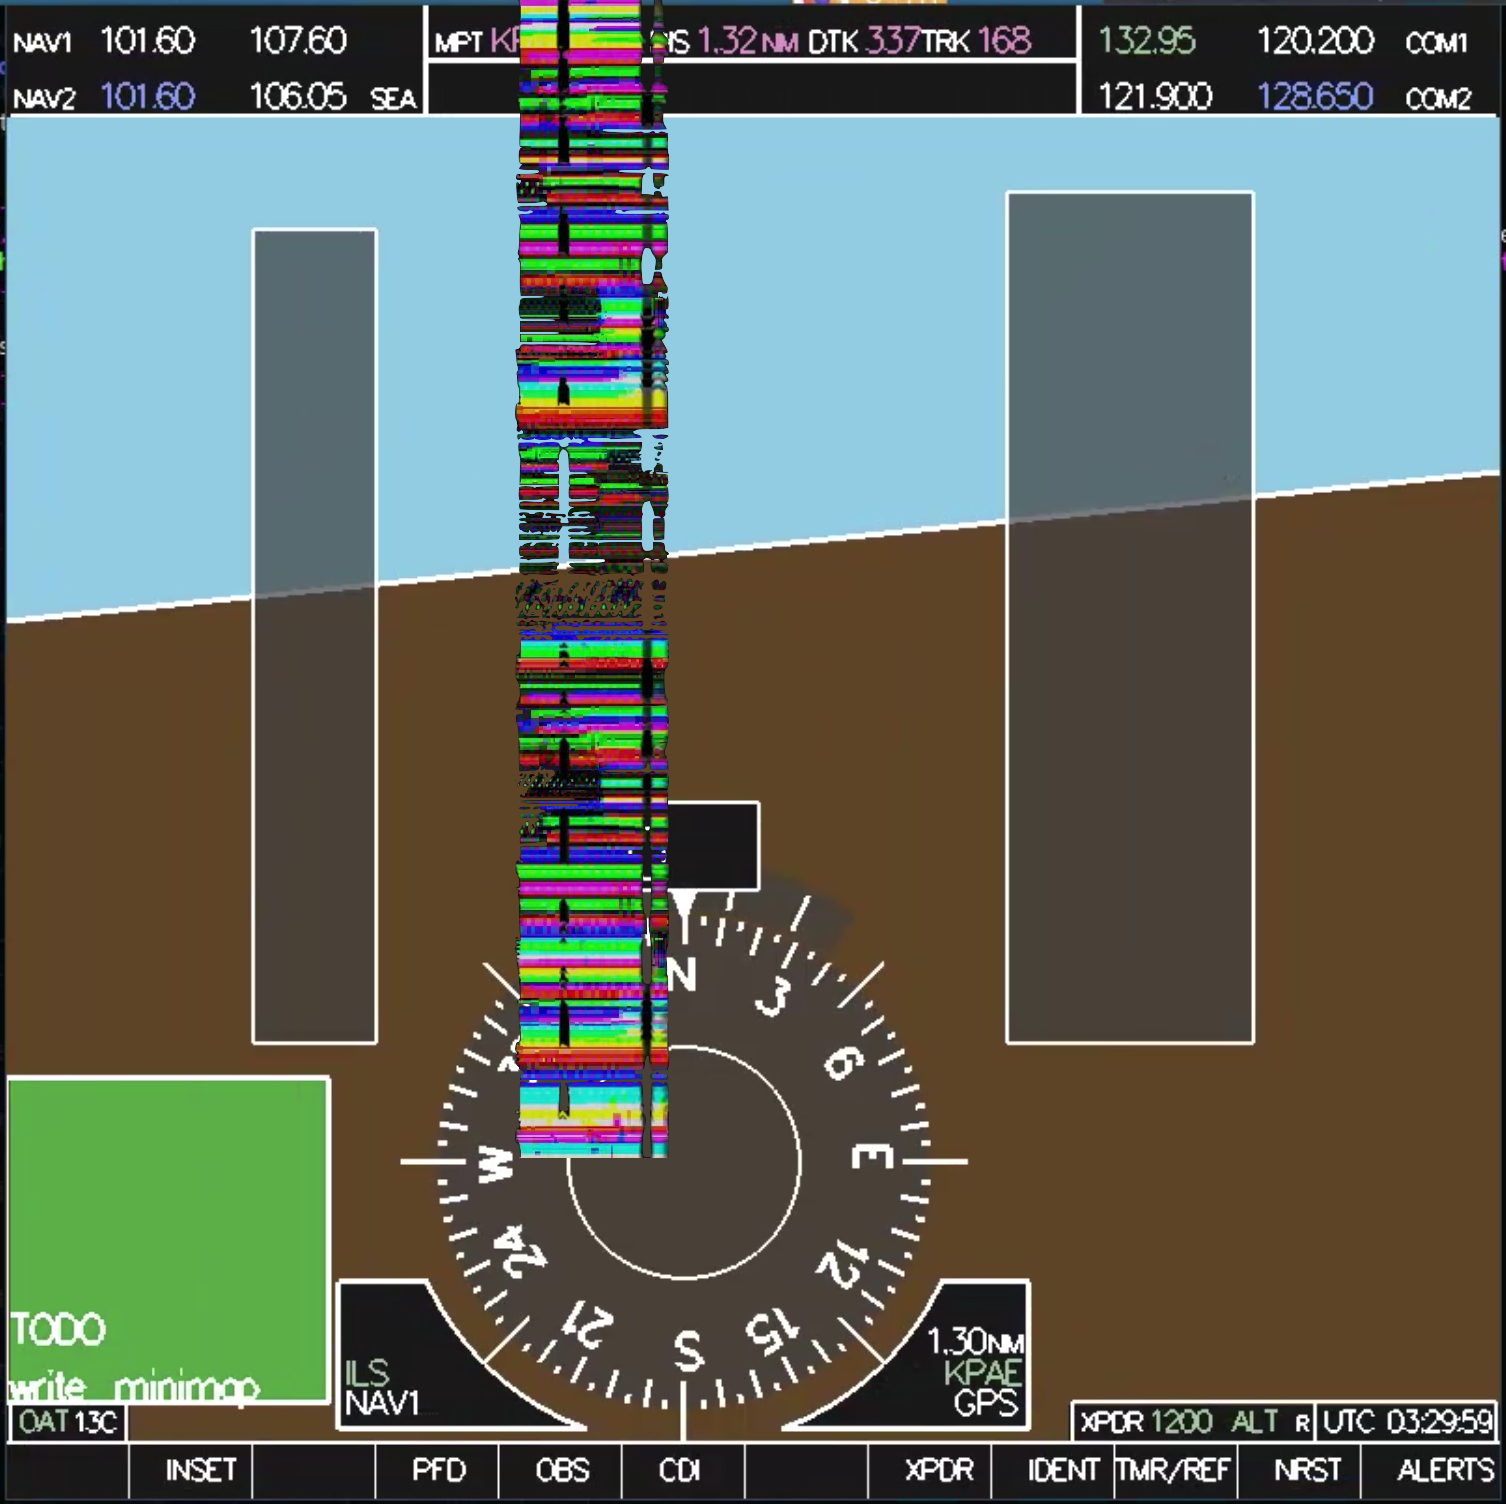 NAV1 101.60 107.60
NAV2 101.60 106.05 SEA
MPT 1.32 NM DTK 337 TRK 168
132.95 120.200 COM1
121.900 128.650 COM2
N
3
6
E
12
15
S
21
24
W
TODO
write minimap
OAT 13C
ILS
NAV1
1.30NM
KPAE
GPS
XPDR 1200 ALT R UTC 03:29:59
INSET PFD OBS CDI XPDR IDENT TMR/REF NRST ALERTS